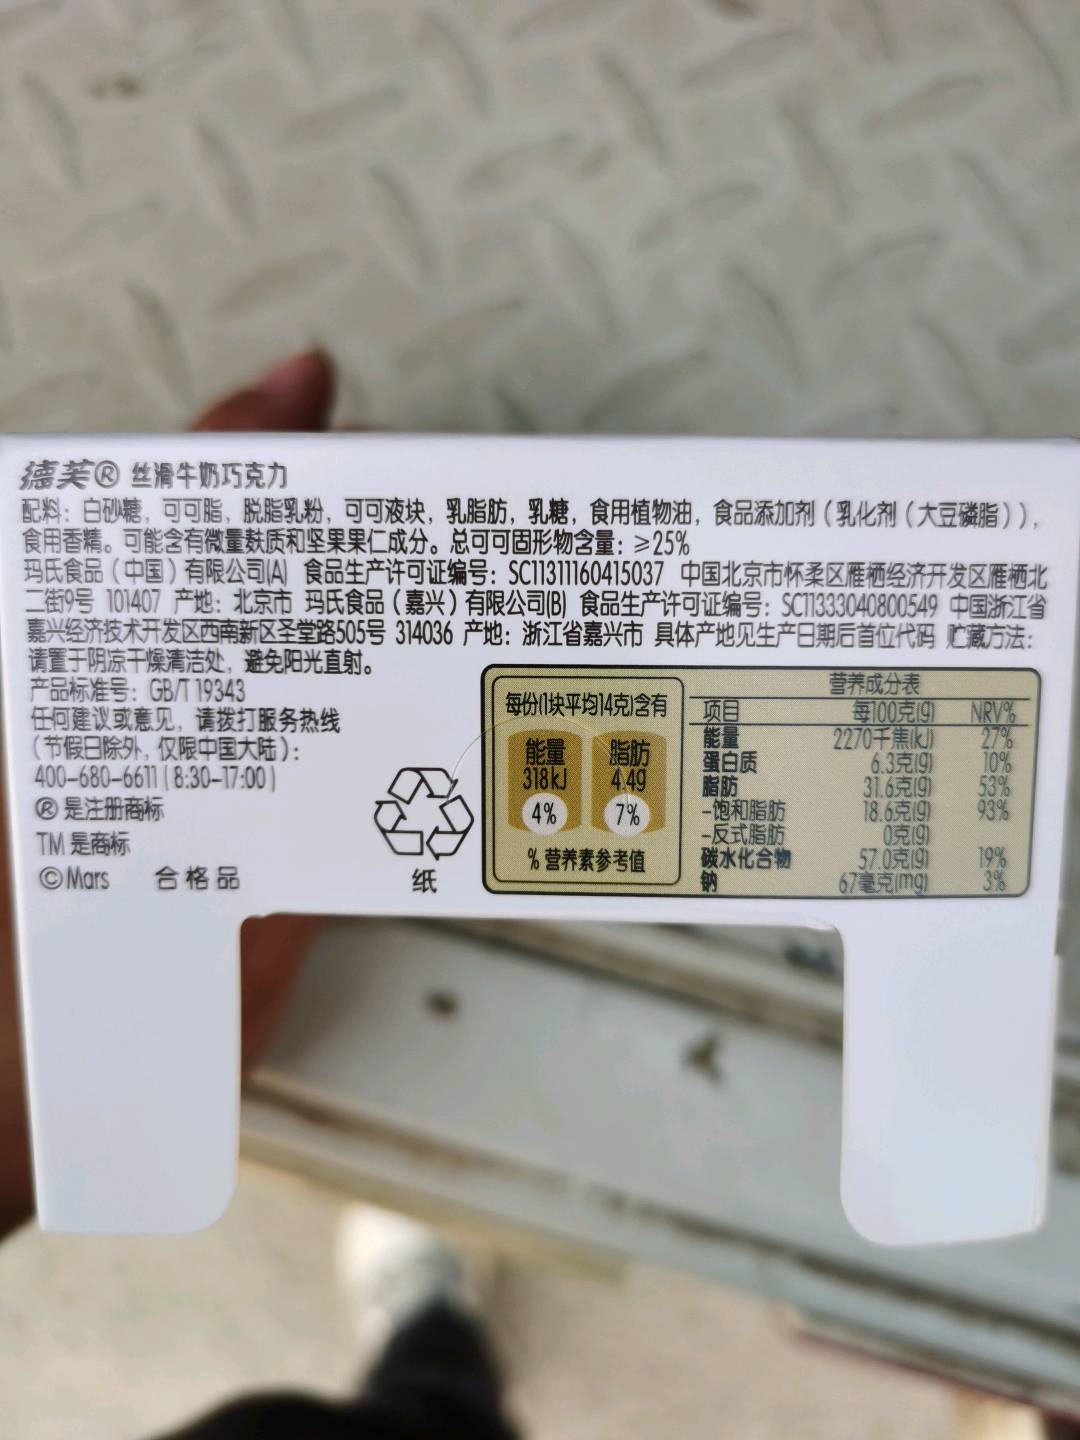 德芙® 丝滑牛奶巧克力
配料：白砂糖，可可脂，脱脂乳粉，可可液块，乳脂肪，乳糖，食用植物油，食品添加剂（乳化剂（大豆磷脂）），
食用香精。可能含有微量麸质和坚果果仁成分。总可可固形物含量：≥25%
玛氏食品（中国）有限公司(A) 食品生产许可证编号：SC11311160415037 中国北京市怀柔区雁栖经济开发区雁栖北
二街9号 101407 产地：北京市 玛氏食品（嘉兴）有限公司(B) 食品生产许可证编号：SC11333040800549 中国浙江省
嘉兴经济技术开发区西南新区圣堂路505号 314036 产地：浙江省嘉兴市 具体产地见生产日期后首位代码 贮藏方法：
请置于阴凉干燥清洁处，避免阳光直射。
产品标准号：GB/T 19343
任何建议或意见，请拨打服务热线
（节假日除外，仅限中国大陆）：
400-680-6611 ( 8:30-17:00 )
® 是注册商标
TM 是商标
©Mars 合格品
纸
每份(1块平均14克)含有
能量 脂肪
318kJ 4.4g
4% 7%
% 营养素参考值
营养成分表
项目 每100克(g) NRV%
能量 2270千焦(kJ) 27%
蛋白质 6.3克(g) 10%
脂肪 31.6克(g) 53%
-饱和脂肪 18.6克(g) 93%
-反式脂肪 0克(g)
碳水化合物 57.0克(g) 19%
钠 67毫克(mg) 3%